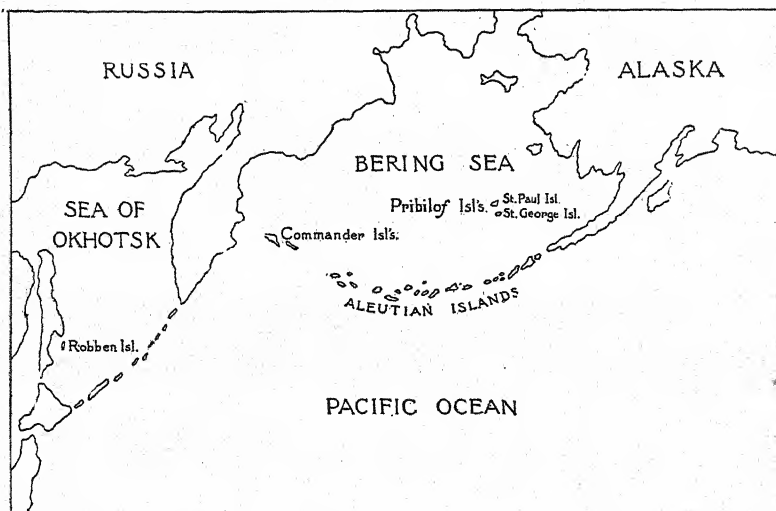 RUSSIA
ALASKA
BERING SEA
Pribilof Isl's.
St. Paul Isl.
St. George Isl.
SEA OF
OKHOTSK
Commander Isl's.
ALEUTIAN ISLANDS
Robben Isl.
PACIFIC OCEAN